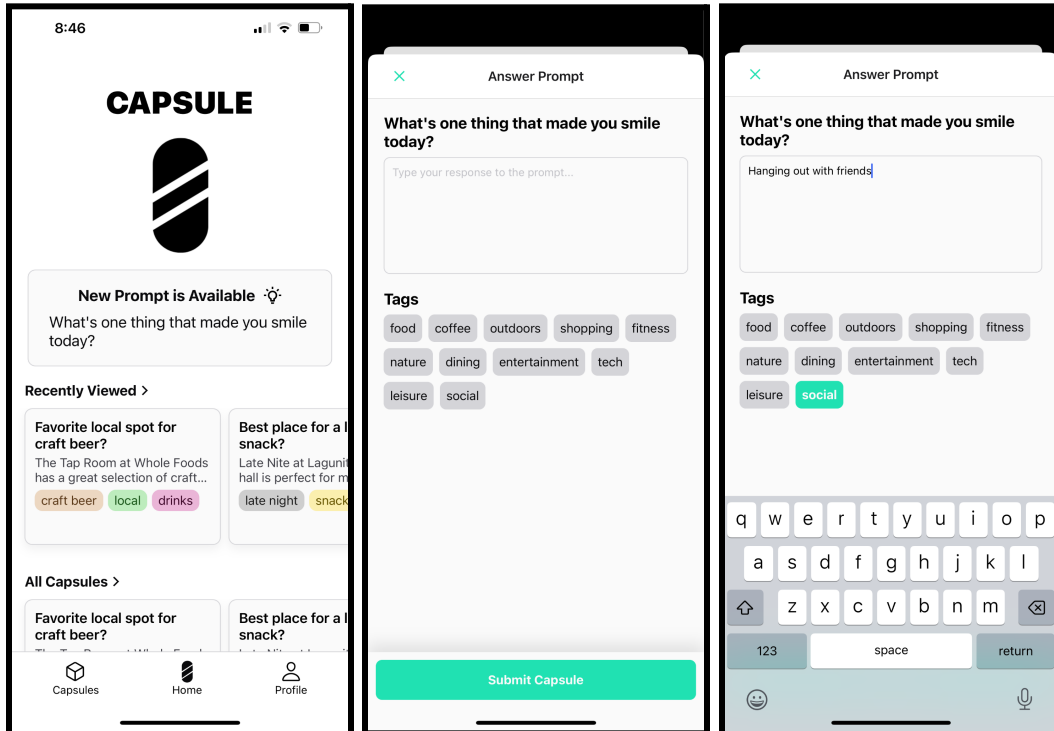 8:46
CAPSULE
New Prompt is Available
What's one thing that made you smile
today?
Recently Viewed >
Favorite local spot for
craft beer?
The Tap Room at Whole Foods
has a great selection of craft...
craft beer local drinks
Best place for a l
snack?
Late Nite at Lagunit
hall is perfect for m
late night snack
All Capsules >
Favorite local spot for
craft beer?
Best place for a l
snack?
Capsules Home Profile
Answer Prompt
What's one thing that made you smile
today?
Type your response to the prompt...
Tags
food coffee outdoors shopping fitness
nature dining entertainment tech
leisure social
Submit Capsule
Answer Prompt
What's one thing that made you smile
today?
Hanging out with friends
Tags
food coffee outdoors shopping fitness
nature dining entertainment tech
leisure social
q w e r t y u i o p
a s d f g h j k l
z x c v b n m
123 space return